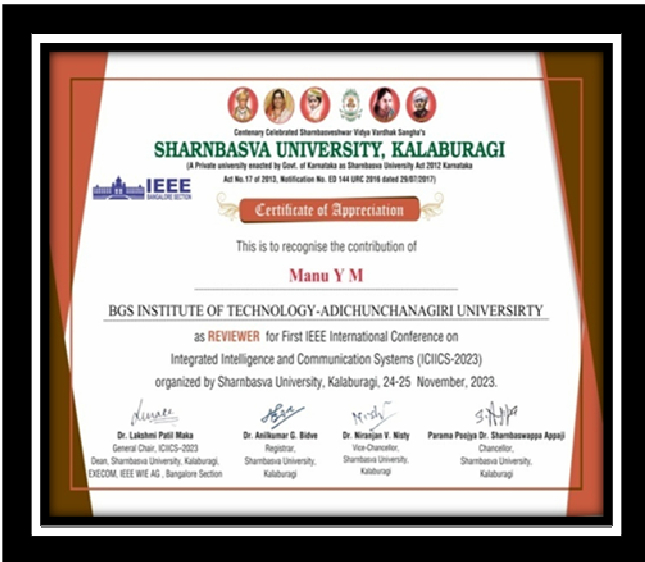 Centenary Celebrated Sharnbasveshwar Vidya Vardhak Sangha's
SHARNBASVA UNIVERSITY, KALABURAGI
(A Private university enacted by Govt. of Karnataka as Sharnbasva University Act 2012 Karnataka
Act No.17 of 2013, Notification No. ED 144 URC 2016 dated 29/07/2017)
IEEE
BANGALORE SECTION
Certificate of Appreciation
This is to recognise the contribution of
Manu Y M
BGS INSTITUTE OF TECHNOLOGY-ADICHUNCHANAGIRI UNIVERSIRTY
as REVIEWER for First IEEE International Conference on
Integrated Intelligence and Communication Systems (ICIICS-2023)
organized by Sharnbasva University, Kalaburagi, 24-25 November, 2023.
Dr. Lakshmi Patil Maka
General Chair, ICIICS-2023
Dean, Sharnbasva University, Kalaburagi,
EXECOM, IEEE WIE AG, Bangalore Section
Dr. Anilkumar G. Bidve
Registrar,
Sharnbasva University,
Kalaburagi
Dr. Niranjan V. Nisty
Vice-Chancellor,
Sharnbasva University,
Kalaburagi
Parama Poojya Dr. Sharnbaswappa Appaji
Chancellor,
Sharnbasva University,
Kalaburagi